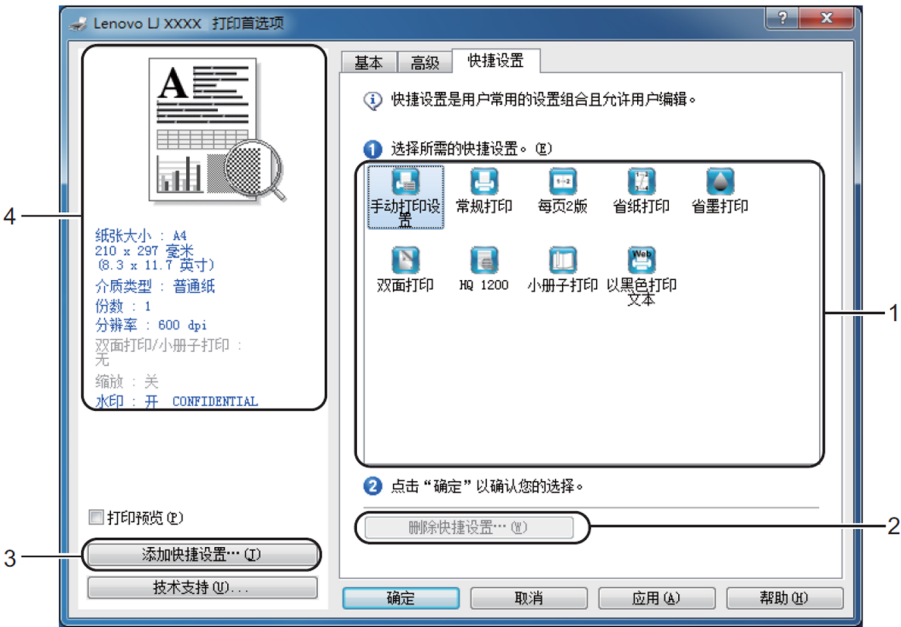 Lenovo LJ XXXX 打印首选项
?
X
基本
高级
快捷设置
快捷设置是用户常用的设置组合且允许用户编辑。
1 选择所需的快捷设置。(E)
手动打印设
置
常规打印
每页2版
省纸打印
省墨打印
双面打印
HQ 1200
小册子打印
Web
以黑色打印
文本
1
2 点击“确定”以确认您的选择。
删除快捷设置…(W)
2
A
4
纸张大小 : A4
210 x 297 毫米
(8.3 x 11.7 英寸)
介质类型 : 普通纸
份数 : 1
分辨率 : 600 dpi
双面打印/小册子打印 :
无
缩放 : 关
水印 : 开 CONFIDENTIAL
打印预览(P)
3
添加快捷设置…(I)
技术支持(U)...
确定
取消
应用(A)
帮助(H)